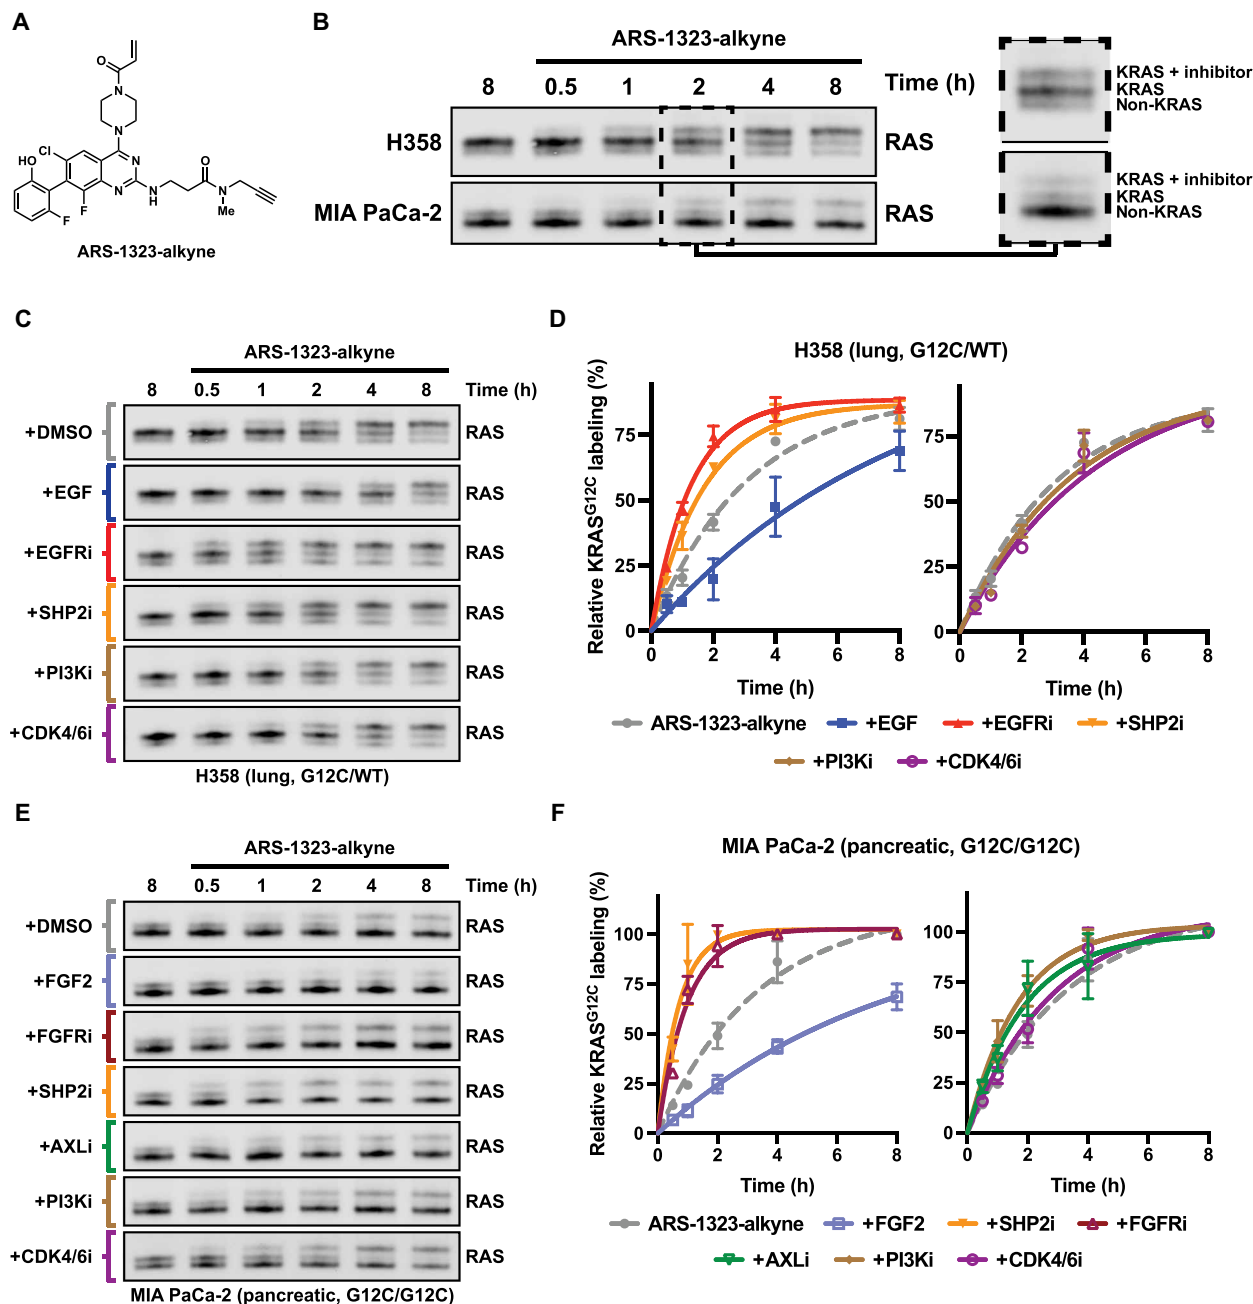 A
O
N
N
Cl
HO
N
N
N
H
F
F
O
N
Me
ARS-1323-alkyne
B
ARS-1323-alkyne
8 0.5 1 2 4 8 Time (h)
H358 RAS
MIA PaCa-2 RAS
KRAS + inhibitor
KRAS
Non-KRAS
KRAS + inhibitor
KRAS
Non-KRAS
C
ARS-1323-alkyne
8 0.5 1 2 4 8 Time (h)
+DMSO RAS
+EGF RAS
+EGFRi RAS
+SHP2i RAS
+PI3Ki RAS
+CDK4/6i RAS
H358 (lung, G12C/WT)
D
H358 (lung, G12C/WT)
Relative KRASG12C labeling (%)
75
50
25
0
0 2 4 6 8
Time (h)
75
50
25
0
0 2 4 6 8
Time (h)
ARS-1323-alkyne +EGF +EGFRi +SHP2i
+PI3Ki +CDK4/6i
E
ARS-1323-alkyne
8 0.5 1 2 4 8 Time (h)
+DMSO RAS
+FGF2 RAS
+FGFRi RAS
+SHP2i RAS
+AXLi RAS
+PI3Ki RAS
+CDK4/6i RAS
MIA PaCa-2 (pancreatic, G12C/G12C)
F
MIA PaCa-2 (pancreatic, G12C/G12C)
Relative KRASG12C labeling (%)
100
75
50
25
0
0 2 4 6 8
Time (h)
100
75
50
25
0
0 2 4 6 8
Time (h)
ARS-1323-alkyne +FGF2 +SHP2i +FGFRi
+AXLi +PI3Ki +CDK4/6i